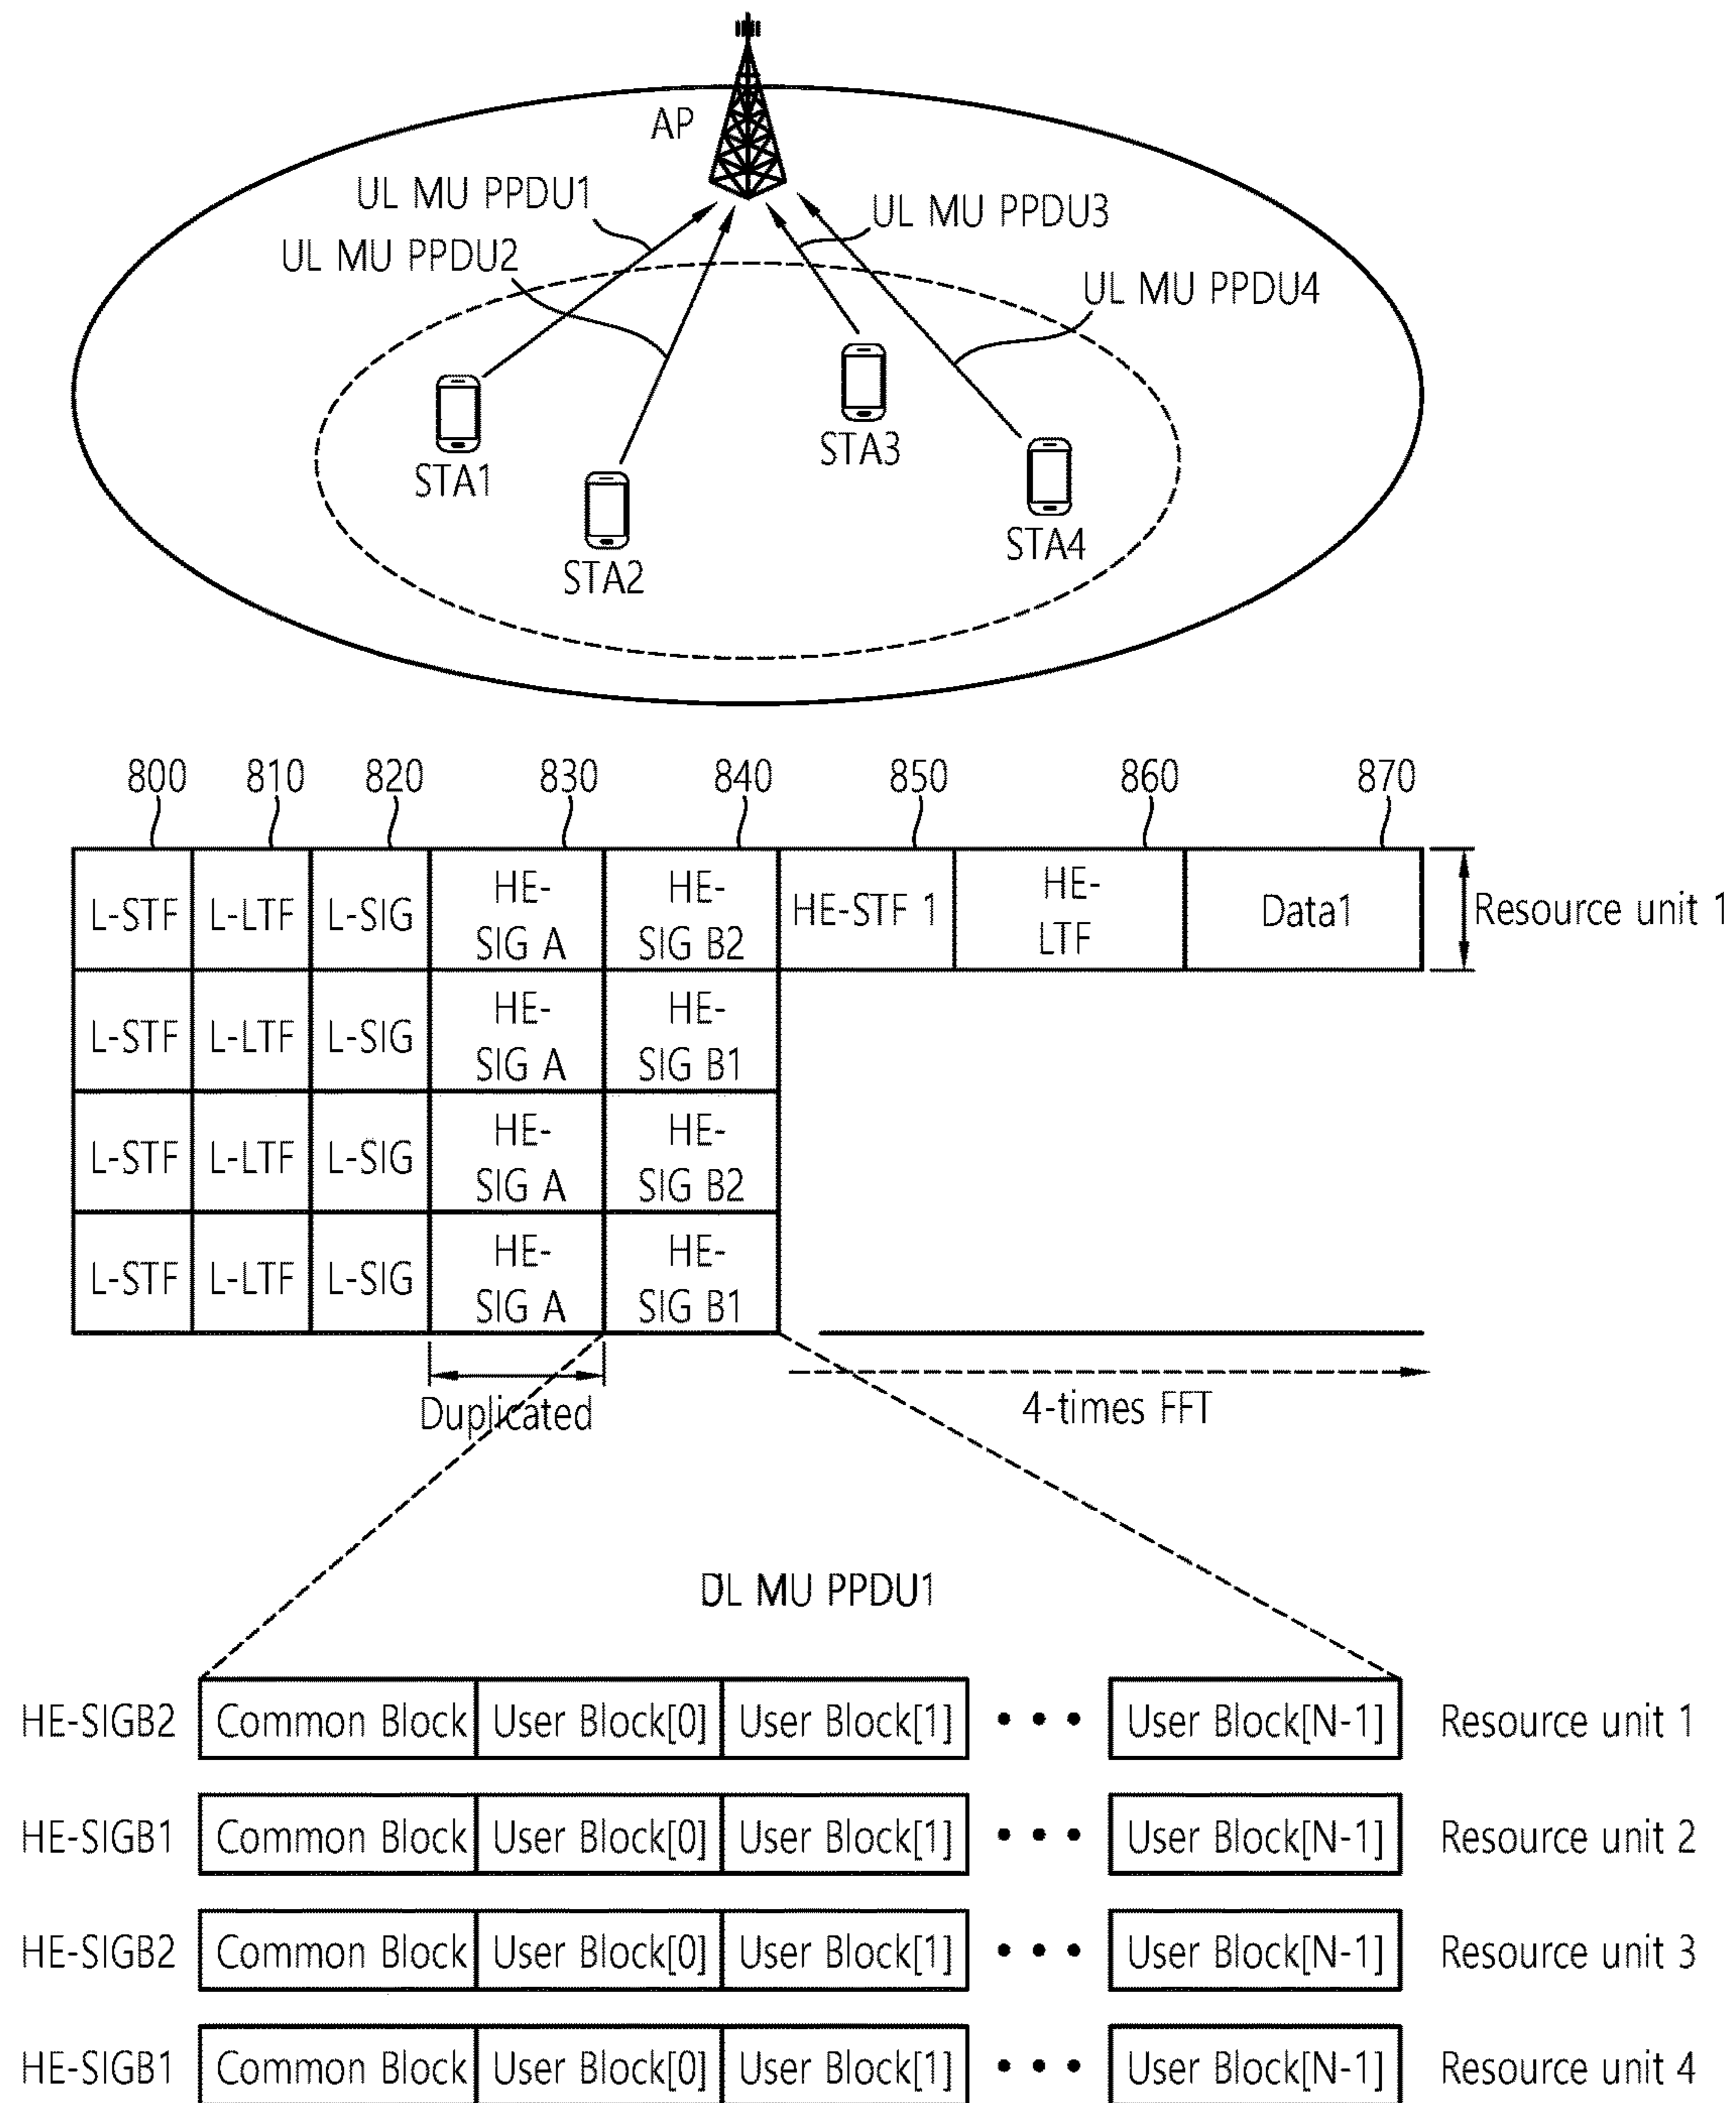 AP
UL MU PPDU1
UL MU PPDU3
UL MU PPDU2
UL MU PPDU4
STA1
STA2
STA3
STA4
800 810 820 830 840 850 860 870
L-STF L-LTF L-SIG HE-SIG A HE-SIG B2 HE-STF 1 HE-LTF Data1 Resource unit 1
L-STF L-LTF L-SIG HE-SIG A HE-SIG B1
L-STF L-LTF L-SIG HE-SIG A HE-SIG B2
L-STF L-LTF L-SIG HE-SIG A HE-SIG B1
Duplicated 4-times FFT
DL MU PPDU1
HE-SIGB2 Common Block User Block[0] User Block[1] ••• User Block[N-1] Resource unit 1
HE-SIGB1 Common Block User Block[0] User Block[1] ••• User Block[N-1] Resource unit 2
HE-SIGB2 Common Block User Block[0] User Block[1] ••• User Block[N-1] Resource unit 3
HE-SIGB1 Common Block User Block[0] User Block[1] ••• User Block[N-1] Resource unit 4